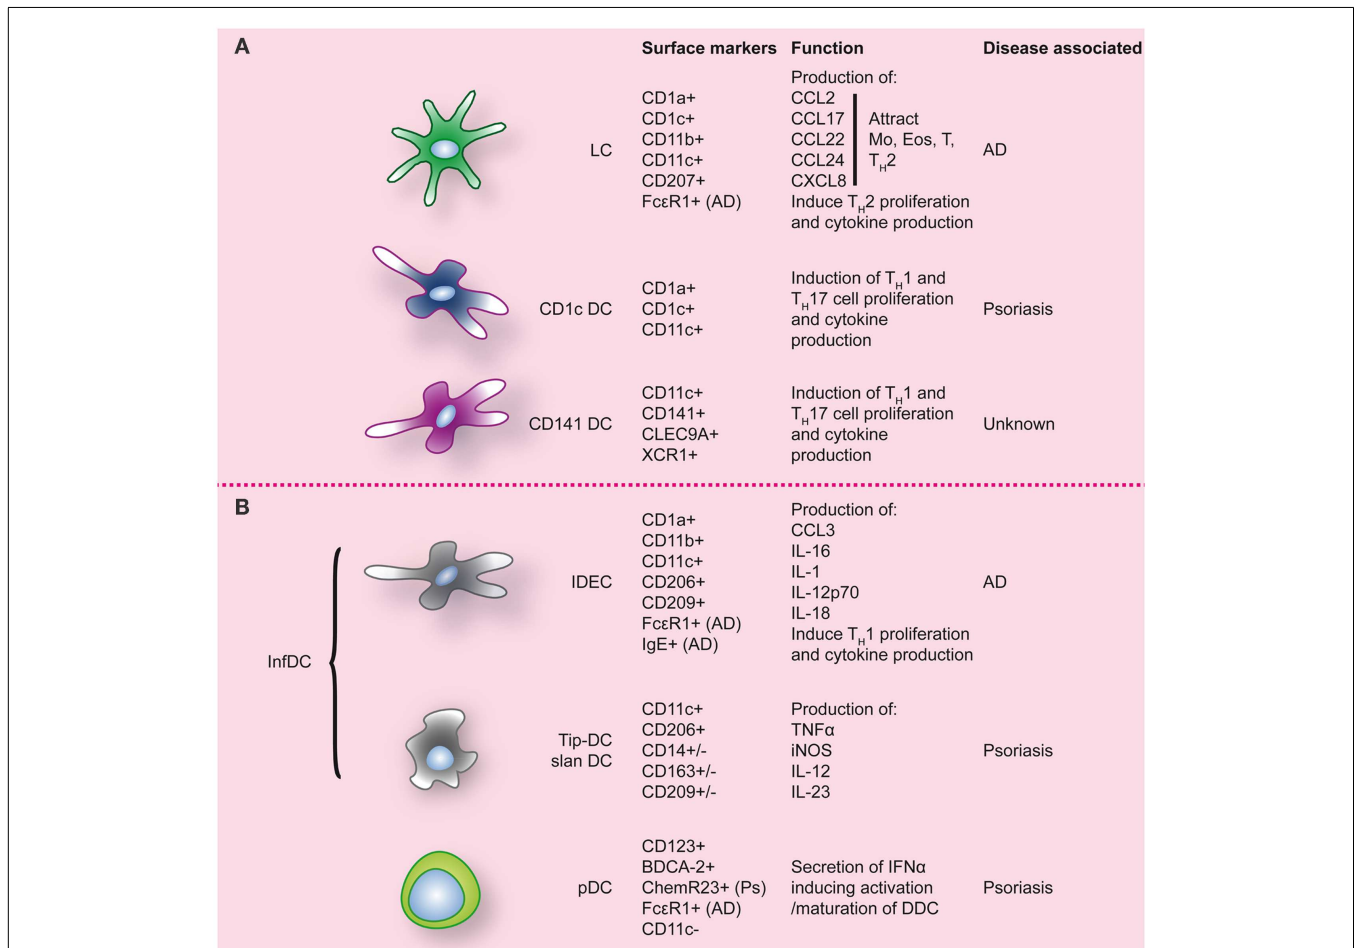 A
Surface markers Function Disease associated
LC
CD1a+
CD1c+
CD11b+
CD11c+
CD207+
FcεR1+ (AD)
Production of:
CCL2
CCL17
CCL22
CCL24
CXCL8
Attract
Mo, Eos, T,
TH2
Induce TH2 proliferation
and cytokine production
AD
CD1c DC
CD1a+
CD1c+
CD11c+
Induction of TH1 and
TH17 cell proliferation
and cytokine
production
Psoriasis
CD141 DC
CD11c+
CD141+
CLEC9A+
XCR1+
Induction of TH1 and
TH17 cell proliferation
and cytokine
production
Unknown
B
InfDC
IDEC
CD1a+
CD11b+
CD11c+
CD206+
CD209+
FcεR1+ (AD)
IgE+ (AD)
Production of:
CCL3
IL-16
IL-1
IL-12p70
IL-18
Induce TH1 proliferation
and cytokine production
AD
Tip-DC
slan DC
CD11c+
CD206+
CD14+/-
CD163+/-
CD209+/-
Production of:
TNFα
iNOS
IL-12
IL-23
Psoriasis
pDC
CD123+
BDCA-2+
ChemR23+ (Ps)
FcεR1+ (AD)
CD11c-
Secretion of IFNα
inducing activation
/maturation of DDC
Psoriasis